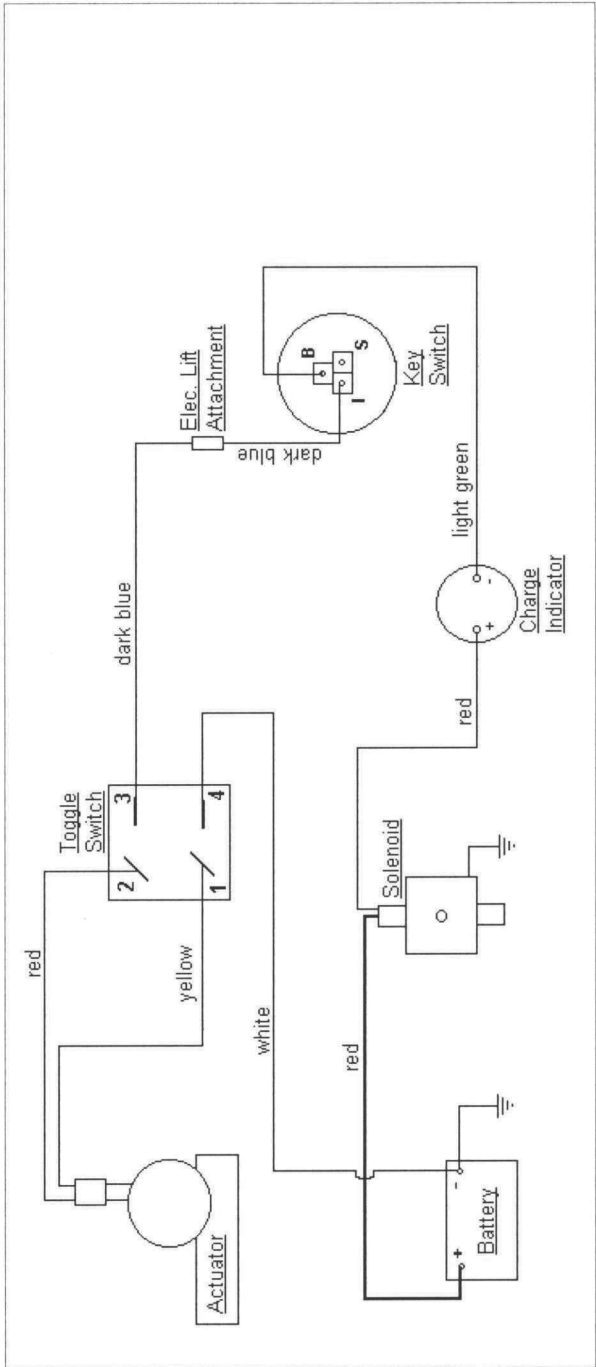 Elec. Lift
Attachment
dark blue
B
S
I
Key
Switch
dark blue
light green
Toggle
Switch
3
4
2
1
Charge
Indicator
+
-
red
red
yellow
white
Solenoid
red
Actuator
Battery
+
-